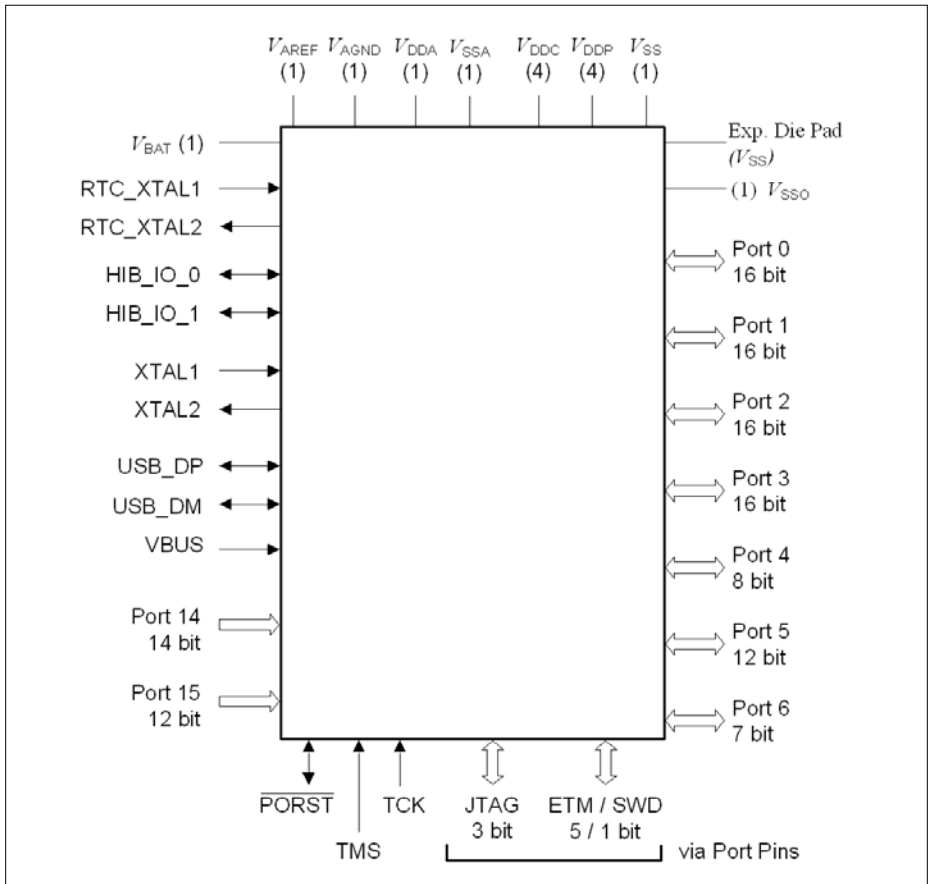 VAREF VAGND VDDA VSSA VDDC VDDP VSS
(1) (1) (1) (1) (4) (4) (1)
VBAT (1)
RTC_XTAL1
RTC_XTAL2
HIB_IO_0
HIB_IO_1
XTAL1
XTAL2
USB_DP
USB_DM
VBUS
Port 14
14 bit
Port 15
12 bit
Exp. Die Pad
(VSS)
(1) VSSO
Port 0
16 bit
Port 1
16 bit
Port 2
16 bit
Port 3
16 bit
Port 4
8 bit
Port 5
12 bit
Port 6
7 bit
PORST TCK JTAG ETM / SWD
3 bit 5 / 1 bit
TMS via Port Pins